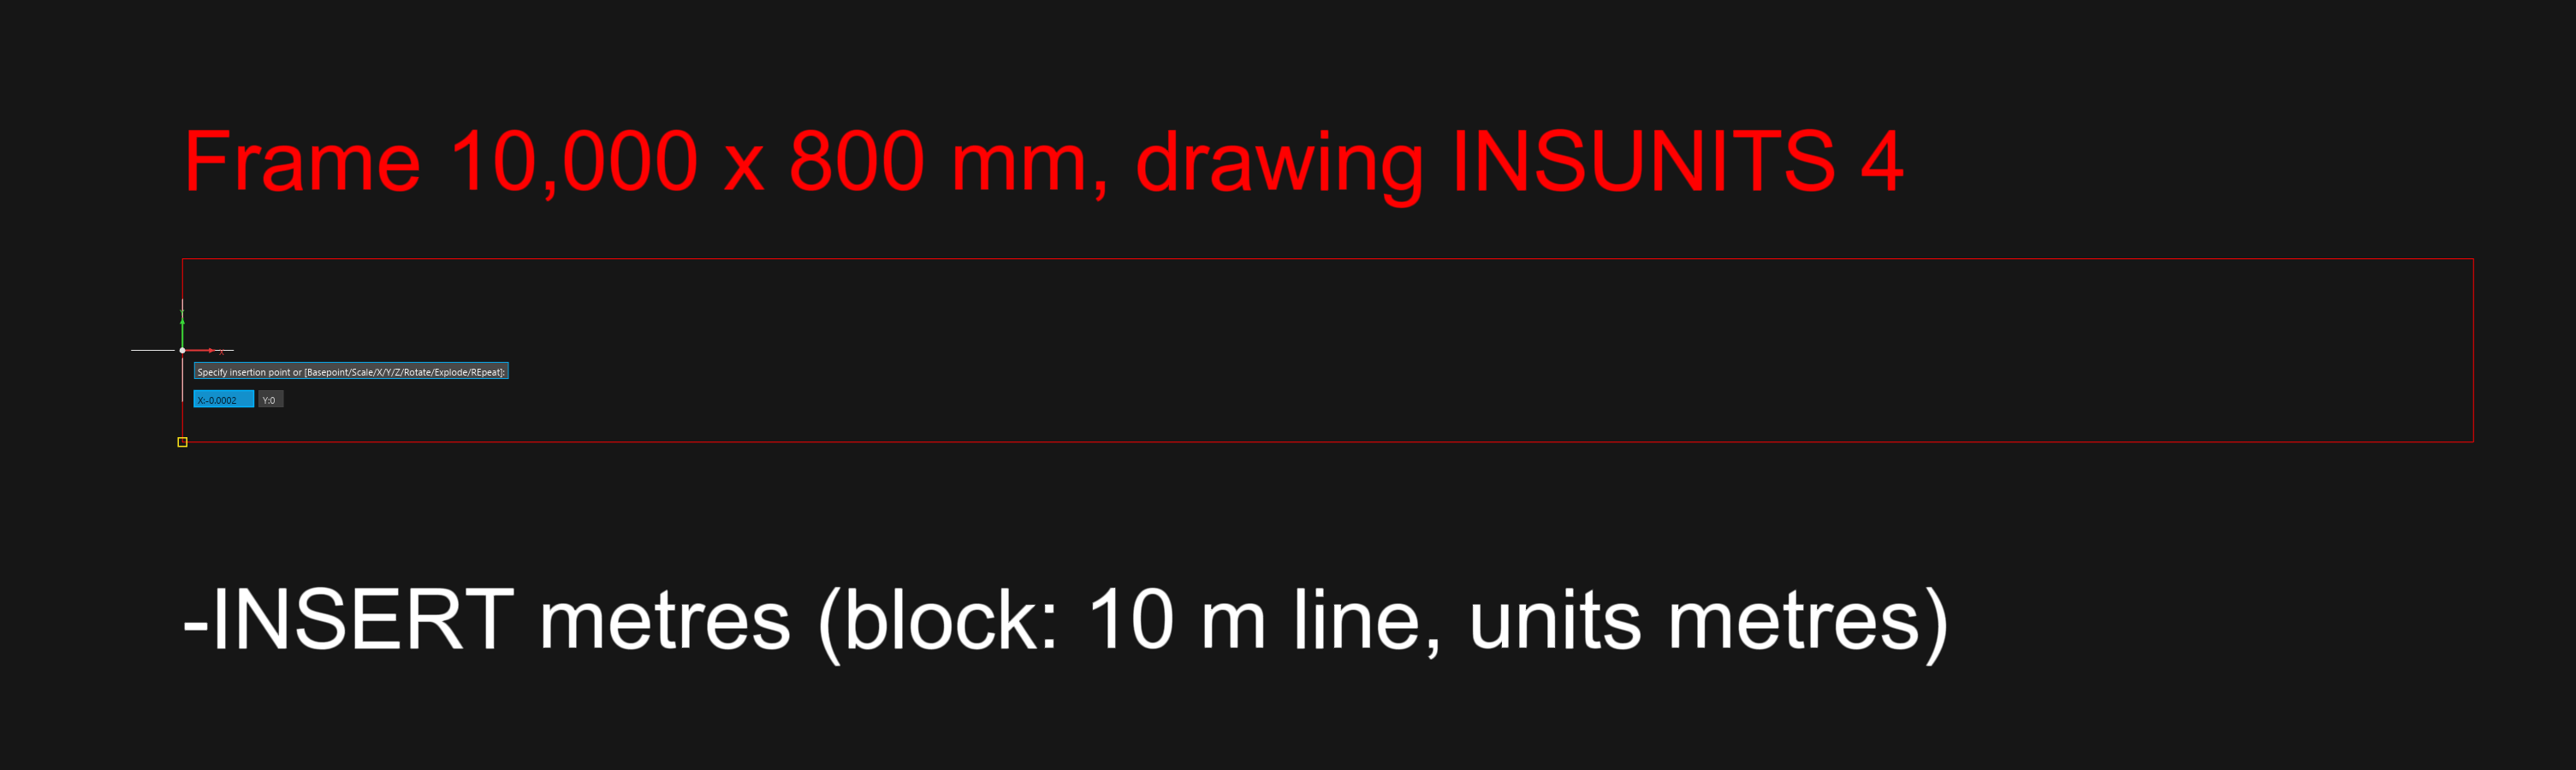 Frame 10,000 x 800 mm, drawing INSUNITS 4
Y
X
Specify insertion point or [Basepoint/Scale/X/Y/Z/Rotate/Explode/REpeat]:
X:-0.0002 Y:0
-INSERT metres (block: 10 m line, units metres)